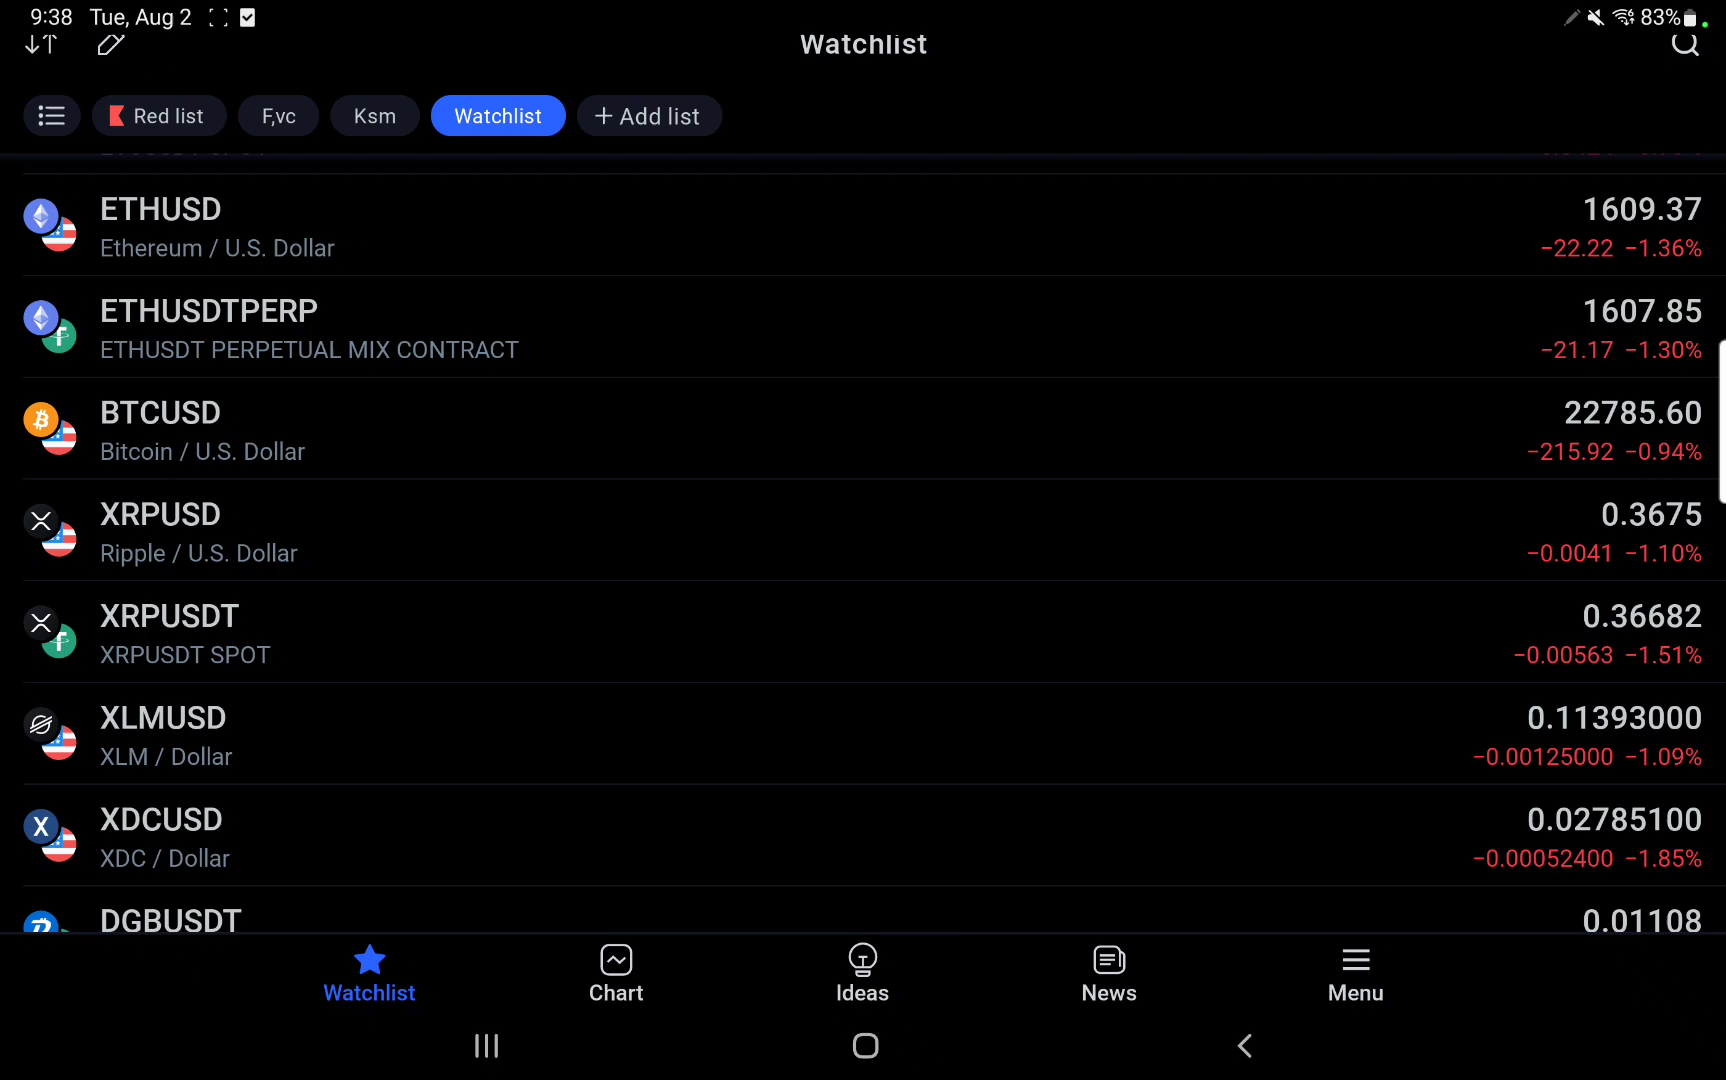 9:38 Tue, Aug 2 83%
Watchlist
Red list F,vc Ksm Watchlist + Add list
ETHUSD 1609.37
Ethereum / U.S. Dollar −22.22 −1.36%
ETHUSDTPERP 1607.85
ETHUSDT PERPETUAL MIX CONTRACT −21.17 −1.30%
BTCUSD 22785.60
Bitcoin / U.S. Dollar −215.92 −0.94%
XRPUSD 0.3675
Ripple / U.S. Dollar −0.0041 −1.10%
XRPUSDT 0.36682
XRPUSDT SPOT −0.00563 −1.51%
XLMUSD 0.11393000
XLM / Dollar −0.00125000 −1.09%
XDCUSD 0.02785100
XDC / Dollar −0.00052400 −1.85%
DGBUSDT 0.01108
Watchlist Chart Ideas News Menu